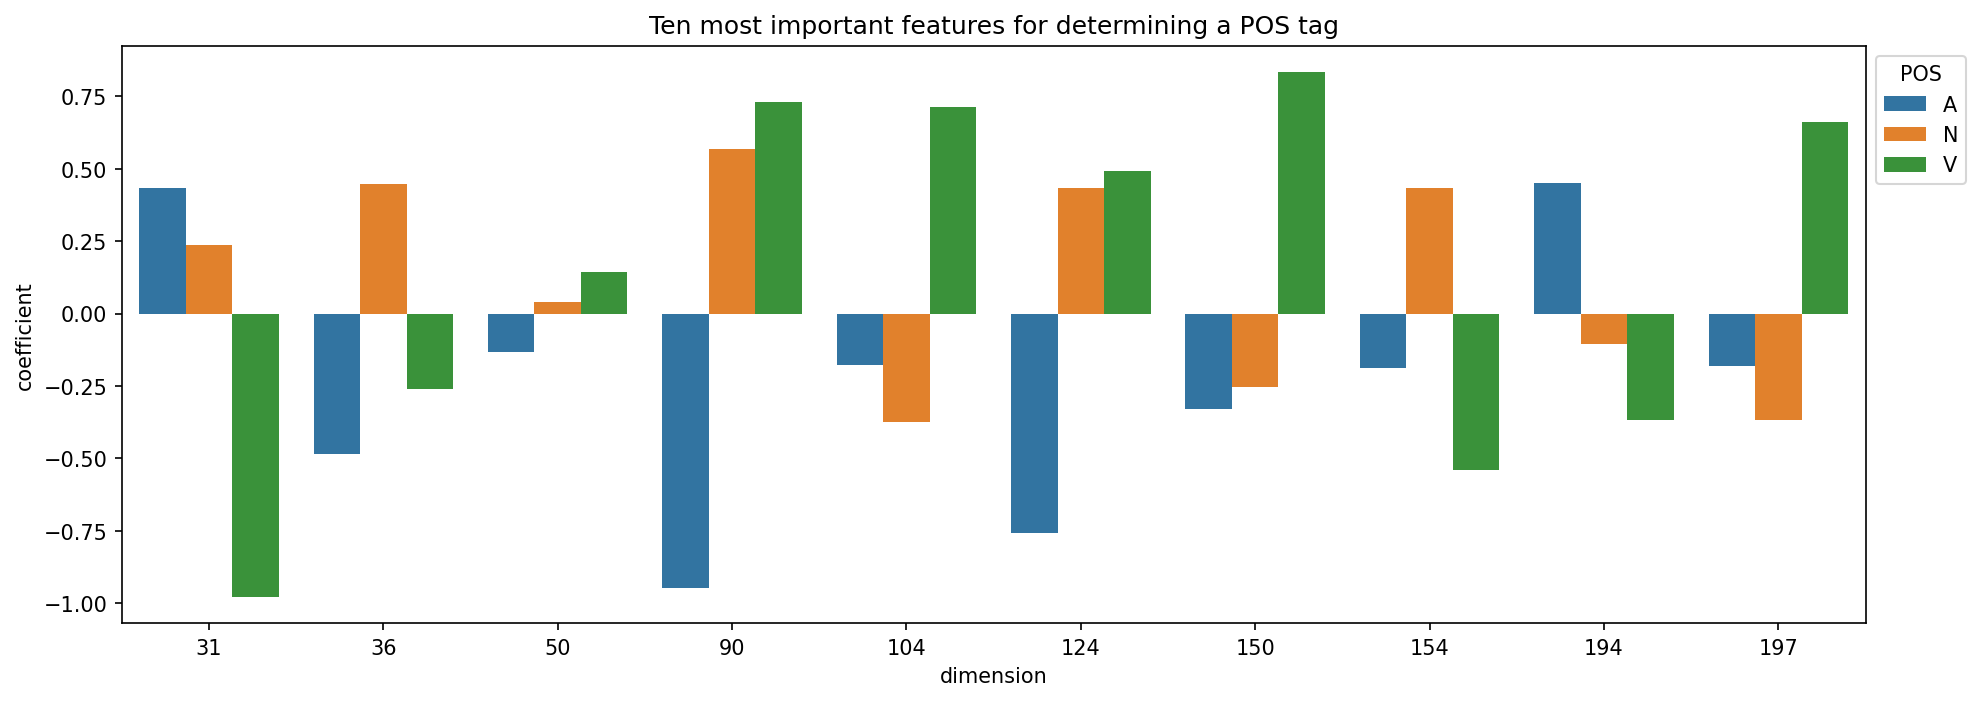 Ten most important features for determining a POS tag
POS
A
N
V
0.75
0.50
0.25
0.00
−0.25
−0.50
−0.75
−1.00
coefficient
31 36 50 90 104 124 150 154 194 197
dimension